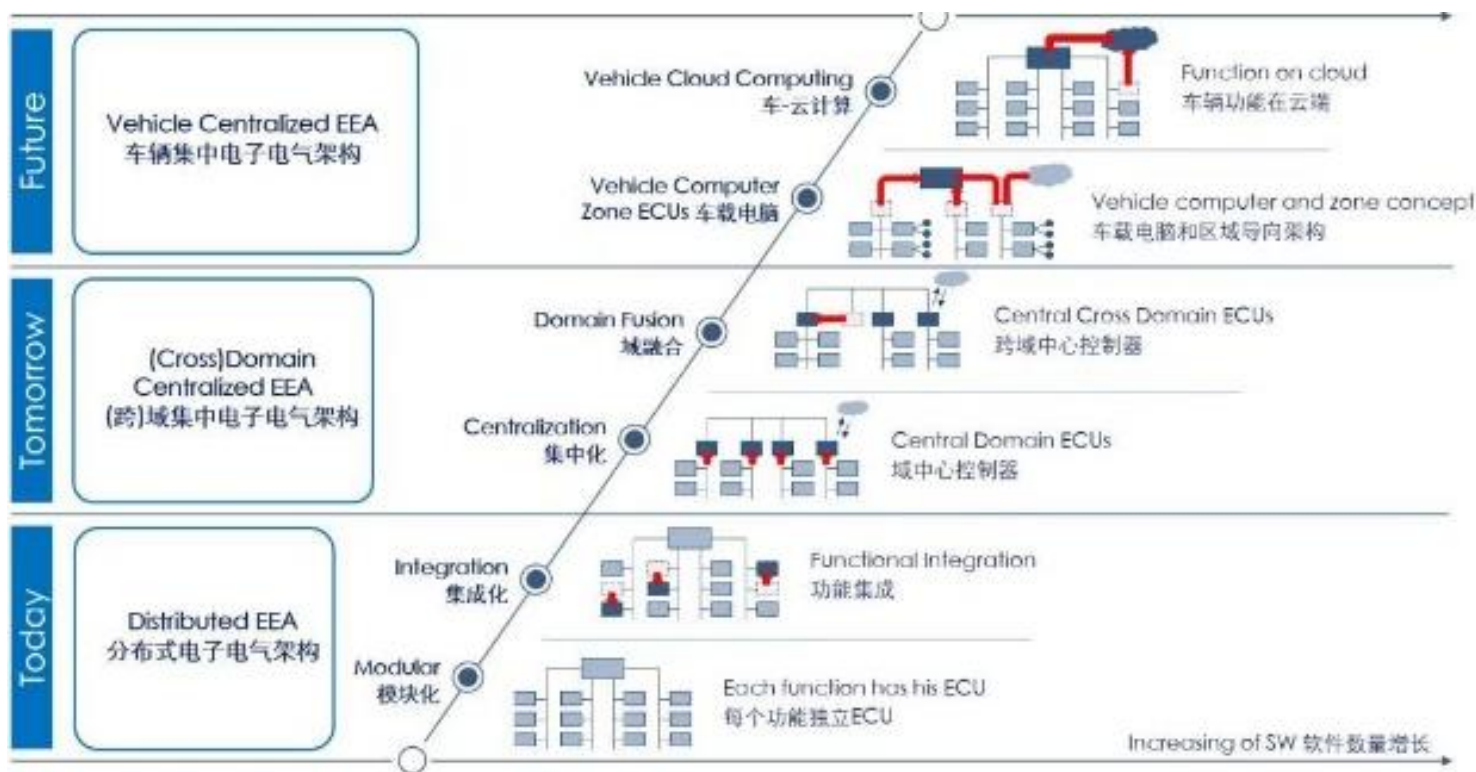 Future
Vehicle Centralized EEA
车辆集中电子电气架构
Vehicle Cloud Computing
车-云计算
Function on cloud
车辆功能在云端
Vehicle Computer
Zone ECUs 车载电脑
Vehicle computer and zone concept
车载电脑和区域导向架构
Tomorrow
(Cross)Domain
Centralized EEA
(跨)域集中电子电气架构
Domain Fusion
域融合
Central Cross Domain ECUs
跨域中心控制器
Centralization
集中化
Central Domain ECUs
域中心控制器
Today
Distributed EEA
分布式电子电气架构
Integration
集成化
Functional Integration
功能集成
Modular
模块化
Each function has his ECU
每个功能独立ECU
Increasing of SW 软件数量增长